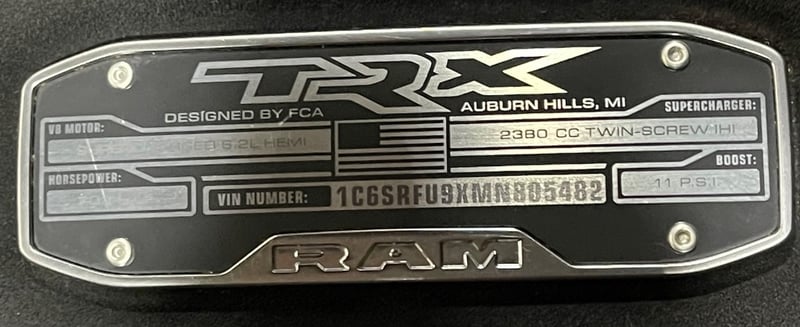 TRX
DESIGNED BY FCA
AUBURN HILLS, MI
SUPERCHARGER:
V8 MOTOR:
SUPERCHARGED 6.2L HEMI
2380 CC TWIN-SCREW IHI
HORSEPOWER:
BOOST:
11 P.S.I.
VIN NUMBER:
1C6SRFU9XMN805482
RAM